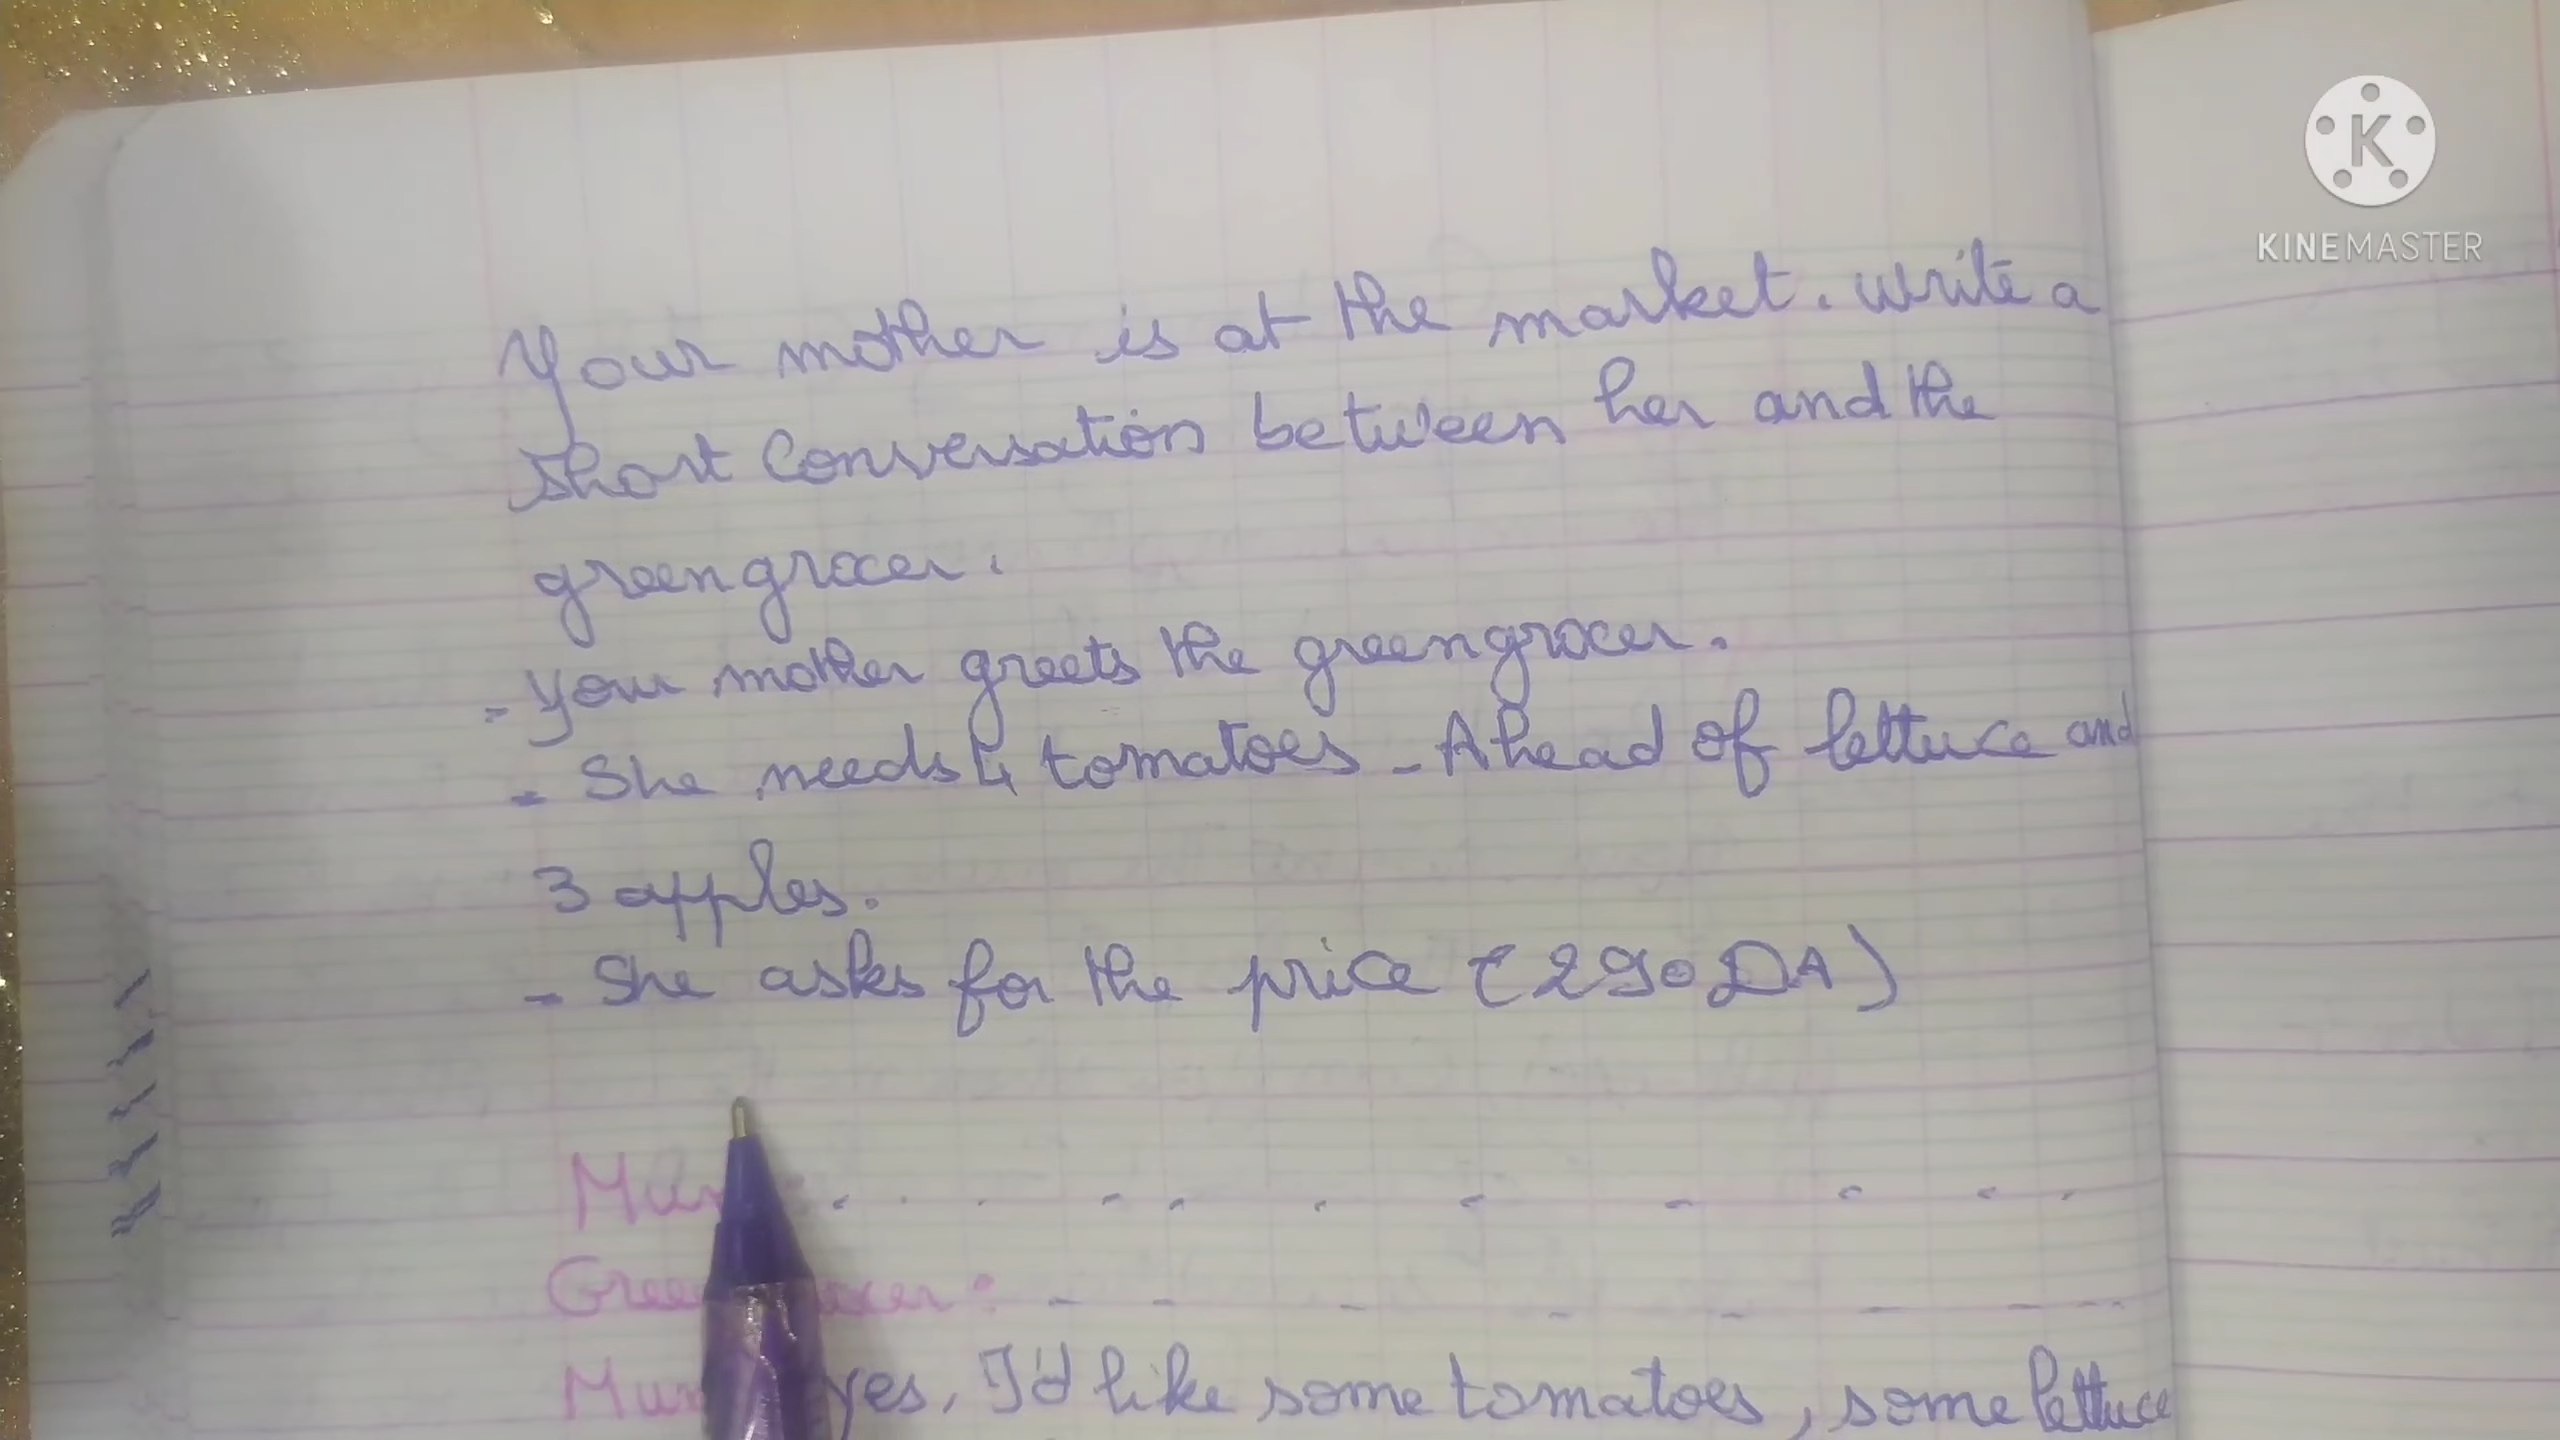 KINEMASTER
Your mother is at the market. write a
short conversation between her and the
greengrocer.
- your mother greets the greengrocer.
- She needs 4 tomatoes - A head of lettuce and
3 apples.
- She asks for the price (290 DA)
yes, I'd like some tomatoes, some lettuce